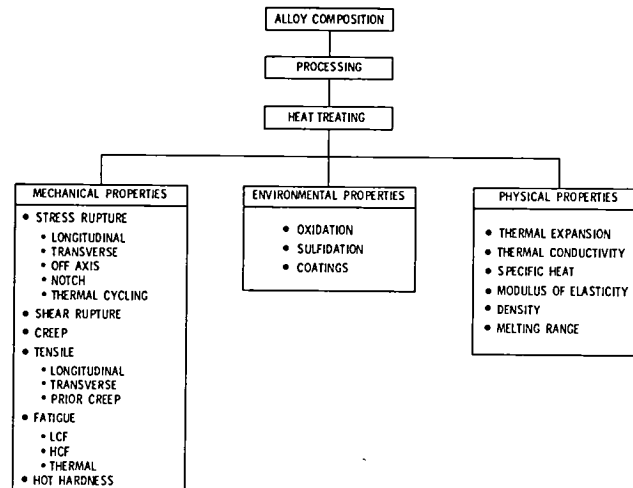 ALLOY COMPOSITION
PROCESSING
HEAT TREATING
MECHANICAL PROPERTIES
• STRESS RUPTURE
• LONGITUDINAL
• TRANSVERSE
• OFF AXIS
• NOTCH
• THERMAL CYCLING
• SHEAR RUPTURE
• CREEP
• TENSILE
• LONGITUDINAL
• TRANSVERSE
• PRIOR CREEP
• FATIGUE
• LCF
• HCF
• THERMAL
• HOT HARDNESS
ENVIRONMENTAL PROPERTIES
• OXIDATION
• SULFIDATION
• COATINGS
PHYSICAL PROPERTIES
• THERMAL EXPANSION
• THERMAL CONDUCTIVITY
• SPECIFIC HEAT
• MODULUS OF ELASTICITY
• DENSITY
• MELTING RANGE